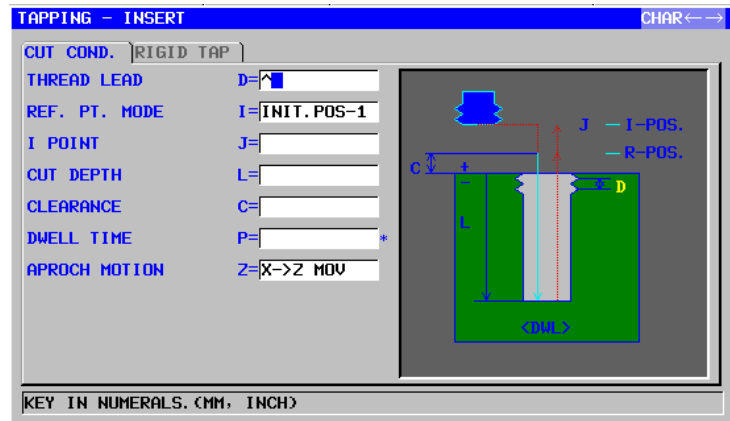 TAPPING - INSERT CHAR←→
CUT COND. RIGID TAP
THREAD LEAD D=^
REF. PT. MODE I=INIT.POS-1
I POINT J=
CUT DEPTH L=
CLEARANCE C=
DWELL TIME P= *
APROCH MOTION Z=X->Z MOV
J -I-POS.
-R-POS.
C + -
D
L
<DWL>
KEY IN NUMERALS.(MM, INCH)